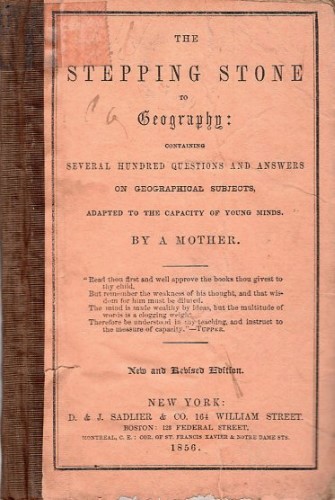 THE
STEPPING STONE
TO
Geography:
CONTAINING
SEVERAL HUNDRED QUESTIONS AND ANSWERS
ON GEOGRAPHICAL SUBJECTS,
ADAPTED TO THE CAPACITY OF YOUNG MINDS.
BY A MOTHER.
"Read thou first and well approve the books thou givest to
thy child.
But remember the weakness of his thought, and that wis-
dom for him must be diluted.
The mind is made wealthy by ideas, but the multitude of
words is a clogging weight.
Therefore be understood in thy teaching, and instruct to
the measure of capacity."—TUPPER.
New and Revised Edition.
NEW YORK:
D. & J. SADLIER & CO. 164 WILLIAM STREET.
BOSTON: 128 FEDERAL STREET.
MONTREAL, C. E.: COR. OF ST. FRANCIS XAVIER & NOTRE DAME STS.
1856.